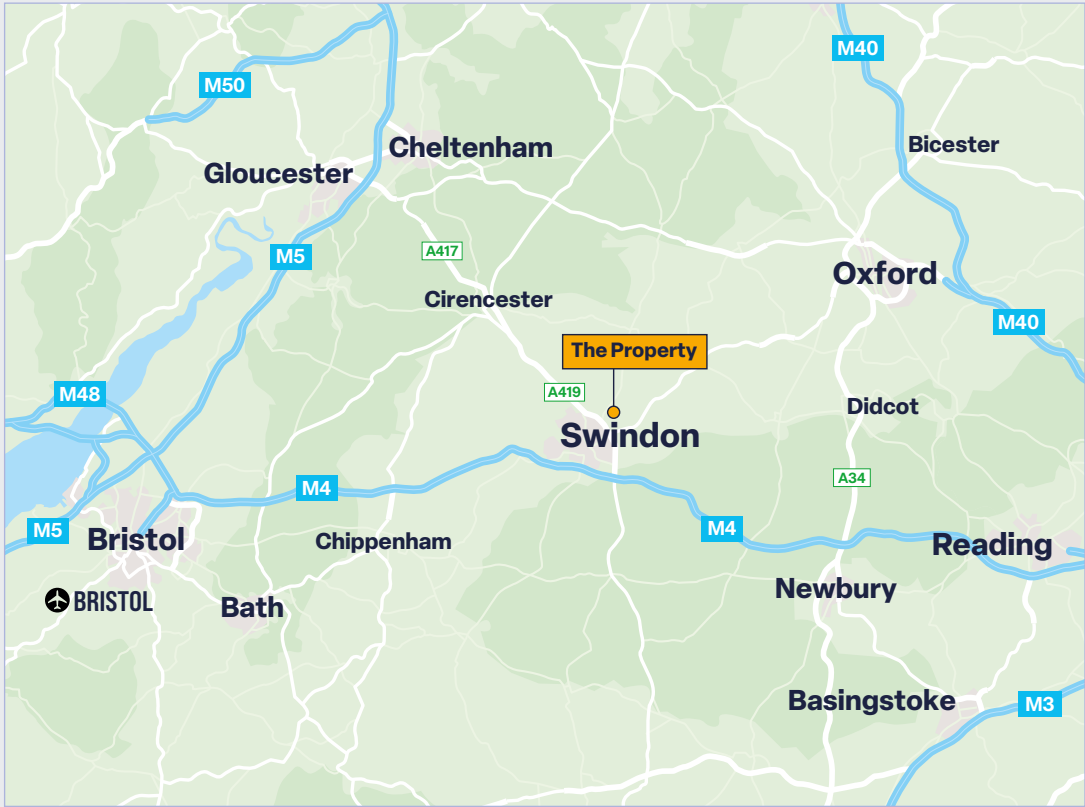 M40
M50
Cheltenham
Bicester
Gloucester
A417
M5
Oxford
Cirencester
M40
The Property
A419
M48
Didcot
Swindon
A34
M4
M5
M4
Bristol
Chippenham
Reading
Newbury
BRISTOL
Bath
Basingstoke
M3